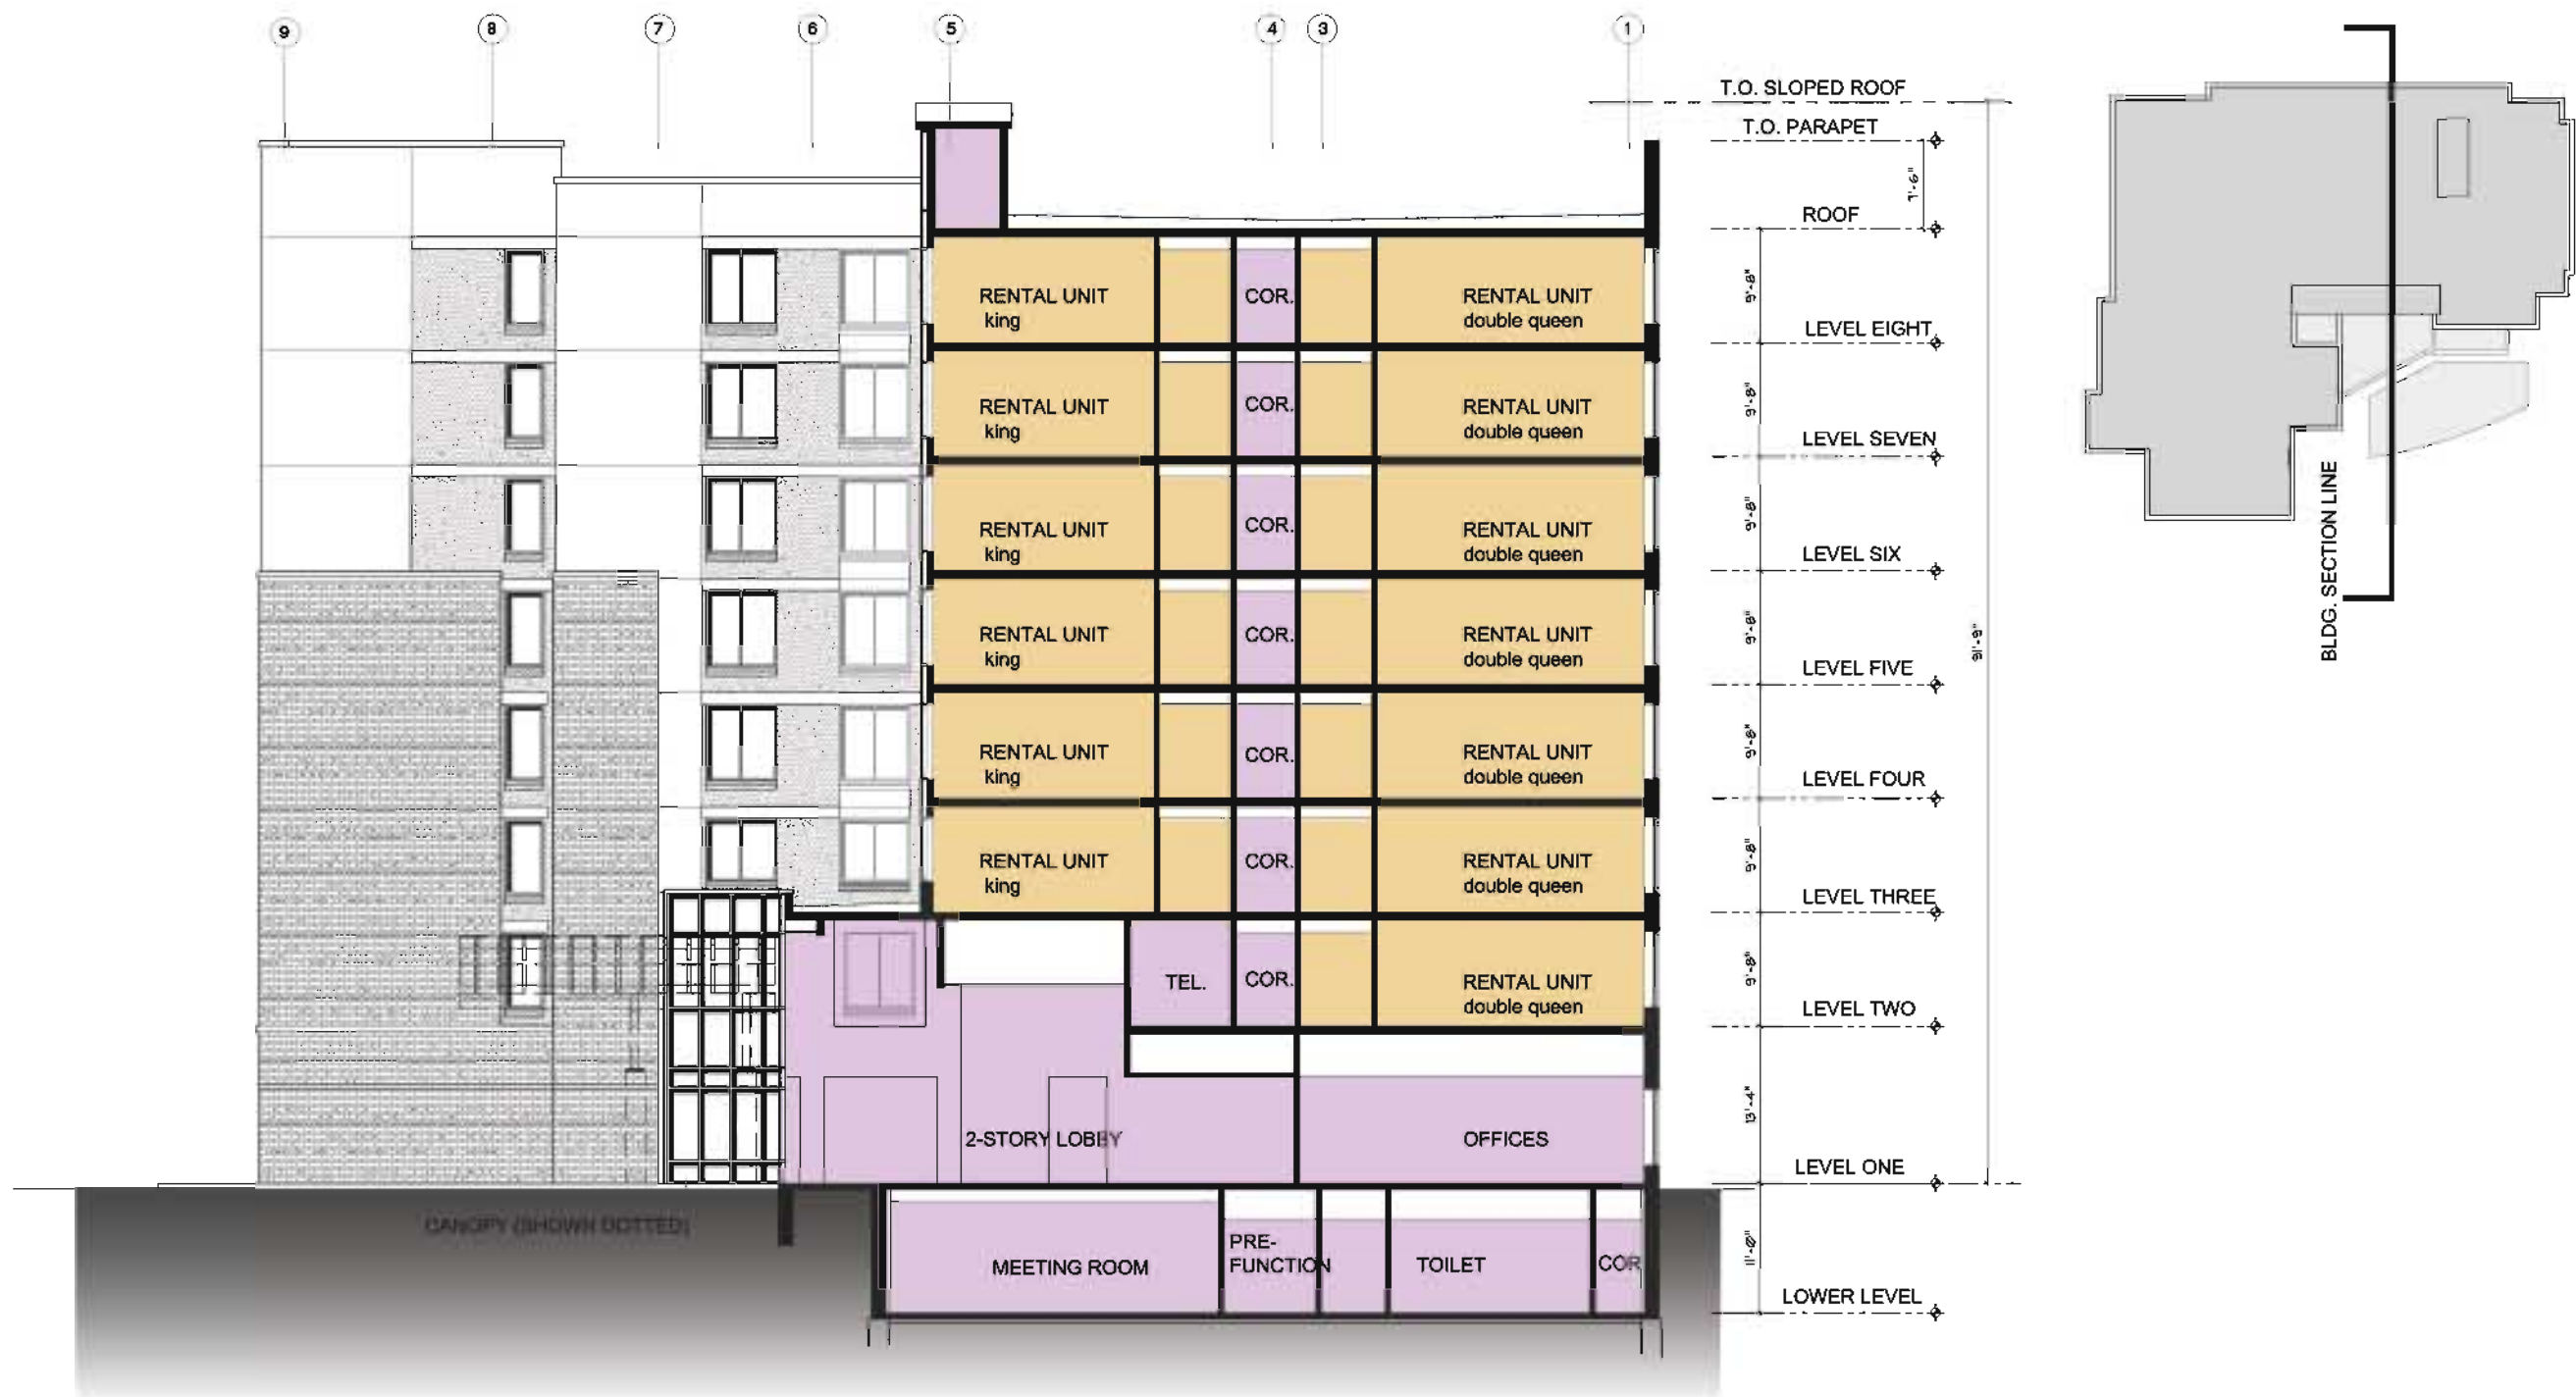 9 8 7 6 5 4 3 1
T.O. SLOPED ROOF
T.O. PARAPET
7'-6"
ROOF
RENTAL UNIT COR. RENTAL UNIT 9'-8"
king double queen
LEVEL EIGHT
RENTAL UNIT COR. RENTAL UNIT 9'-8"
king double queen
LEVEL SEVEN
RENTAL UNIT COR. RENTAL UNIT 9'-8"
king double queen
LEVEL SIX
RENTAL UNIT COR. RENTAL UNIT 9'-8"
king double queen
LEVEL FIVE
RENTAL UNIT COR. RENTAL UNIT 9'-8"
king double queen
LEVEL FOUR
RENTAL UNIT COR. RENTAL UNIT 9'-8"
king double queen
LEVEL THREE
TEL. COR. RENTAL UNIT 9'-8"
double queen
LEVEL TWO
2-STORY LOBBY OFFICES 13'-4"
LEVEL ONE
CANOPY (SHOWN DOTTED)
MEETING ROOM
PRE-
FUNCTION
TOILET
COR
11'-0"
LOWER LEVEL
91'-9"
BLDG. SECTION LINE